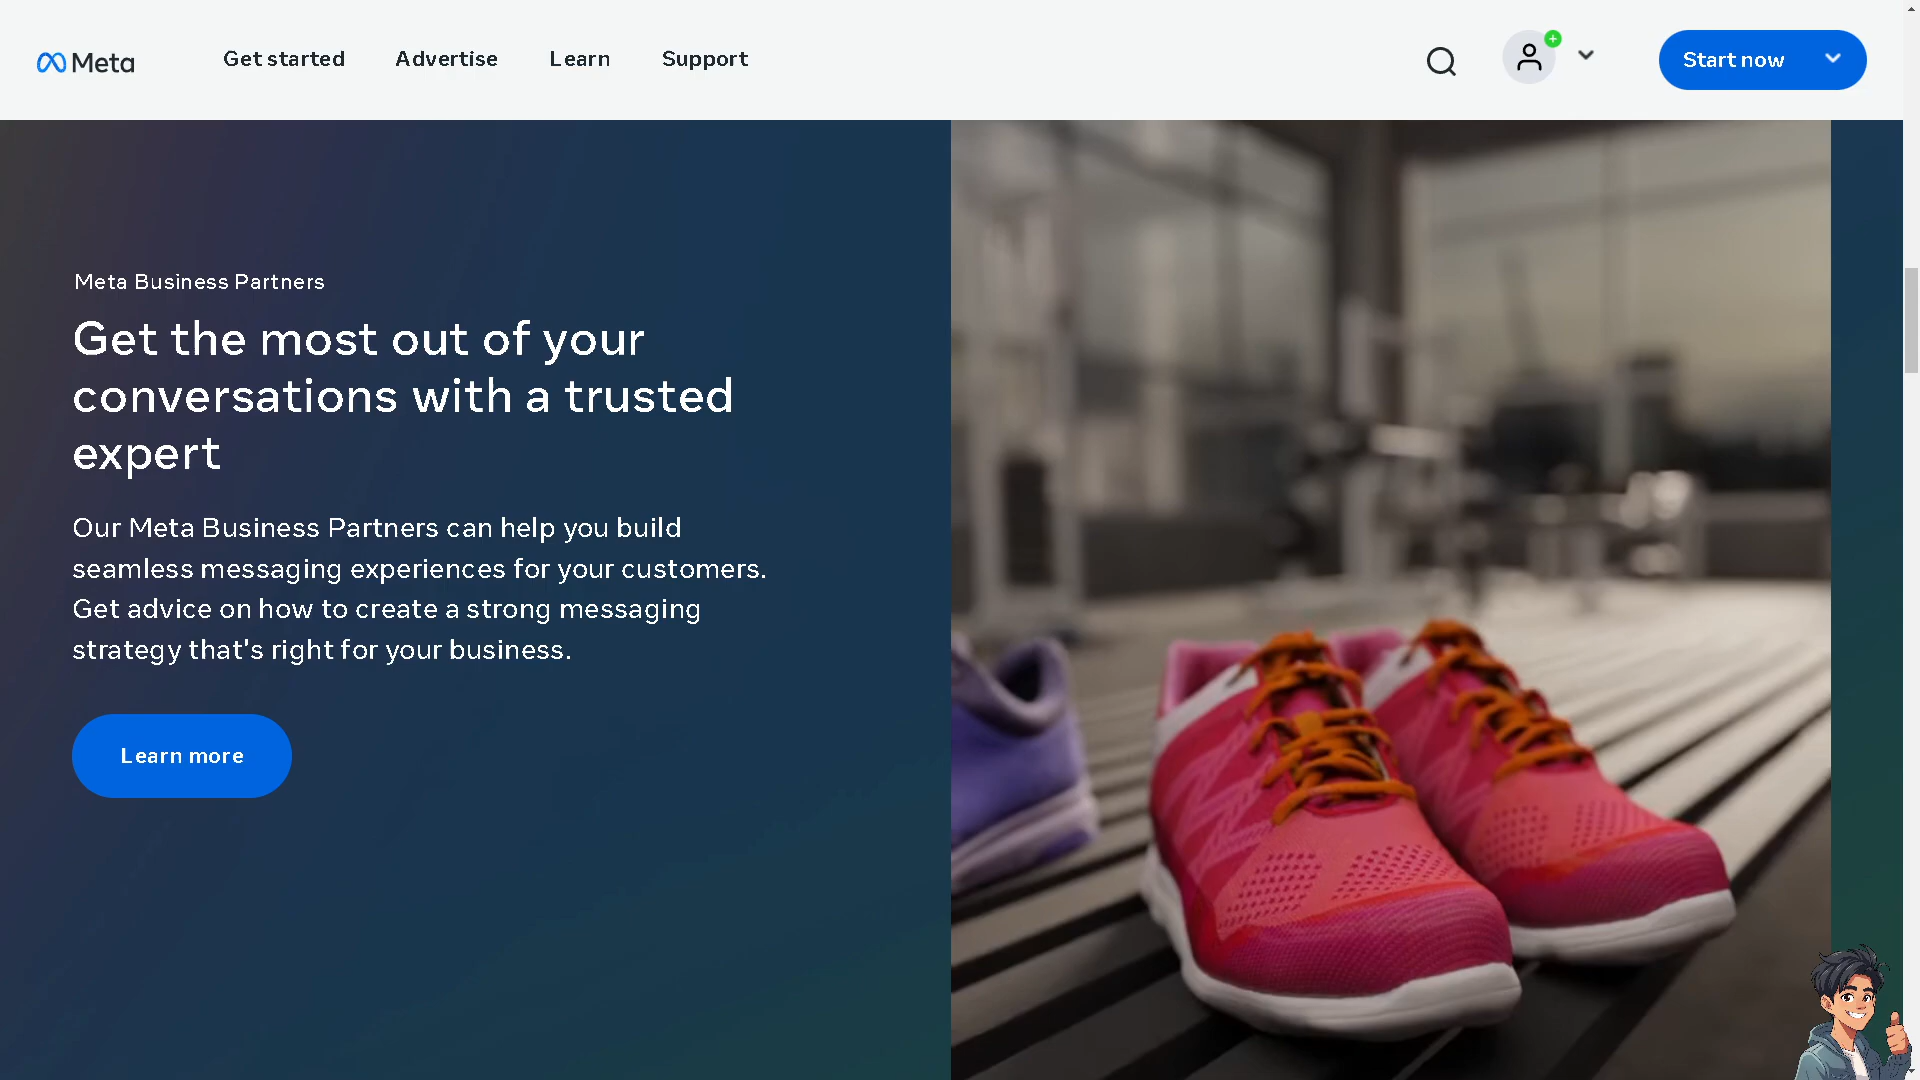 Meta
Get started
Advertise
Learn
Support
Start now
Meta Business Partners
Get the most out of your
conversations with a trusted
expert
Our Meta Business Partners can help you build
seamless messaging experiences for your customers.
Get advice on how to create a strong messaging
strategy that's right for your business.
Learn more